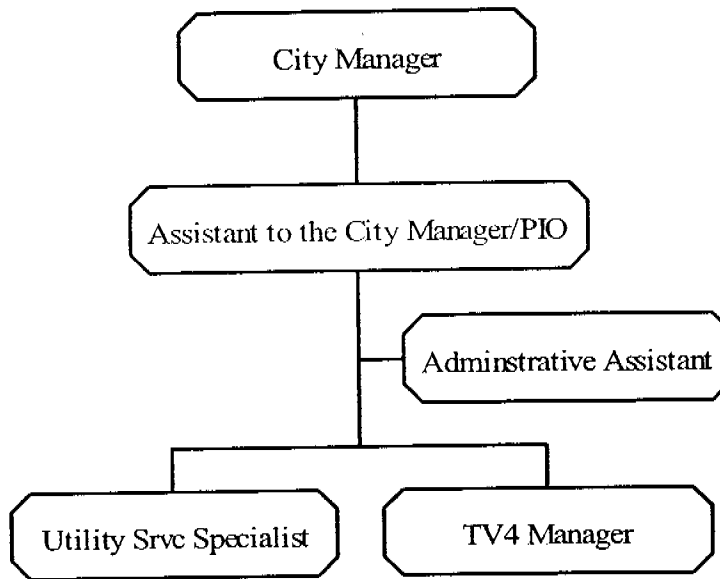 City Manager
Assistant to the City Manager/PIO
Adminstrative Assistant
Utility Srvc Specialist
TV4 Manager